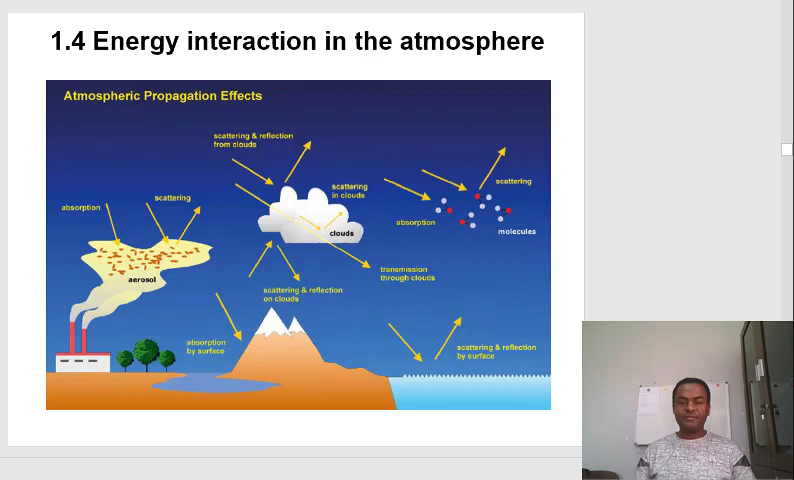 1.4 Energy interaction in the atmosphere
Atmospheric Propagation Effects
scattering & reflection
from clouds
absorption
scattering
scattering
in clouds
clouds
absorption
scattering
molecules
aerosol
transmission
through clouds
scattering & reflection
on clouds
absorption
by surface
scattering & reflection
by surface